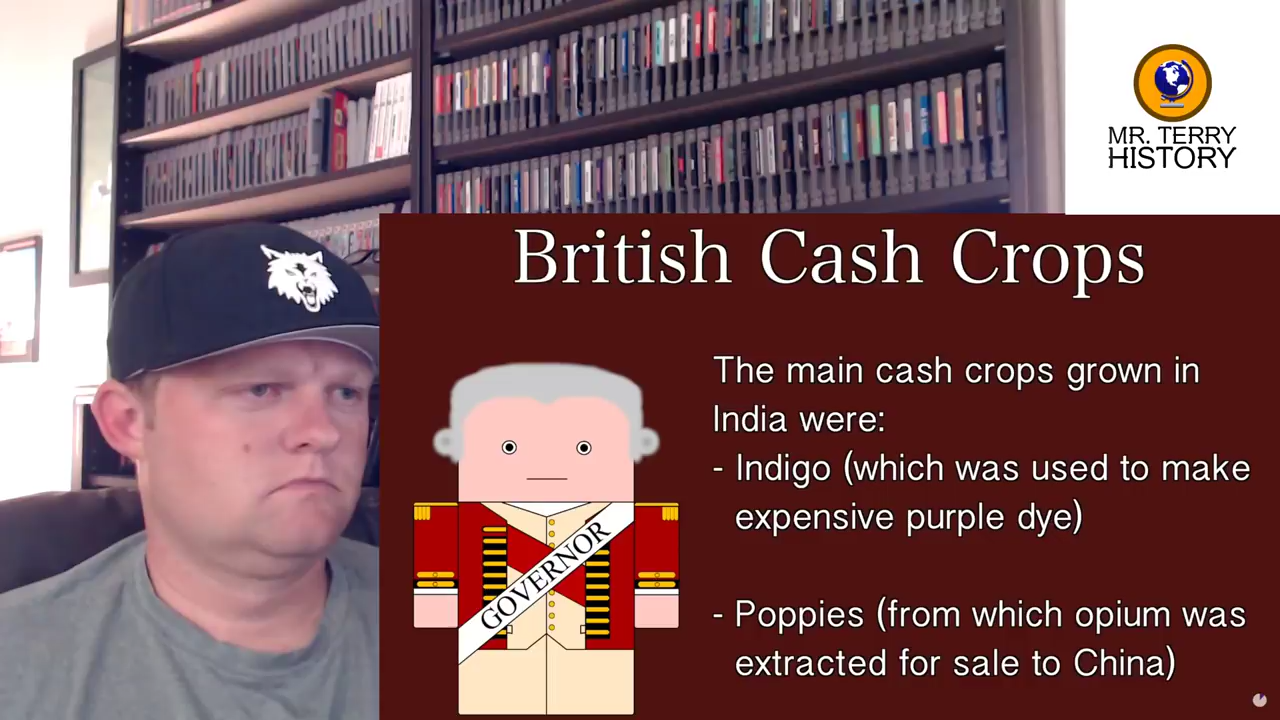 MR. TERRY
HISTORY
British Cash Crops
The main cash crops grown in
India were:
- Indigo (which was used to make
expensive purple dye)
- Poppies (from which opium was
extracted for sale to China)
GOVERNOR